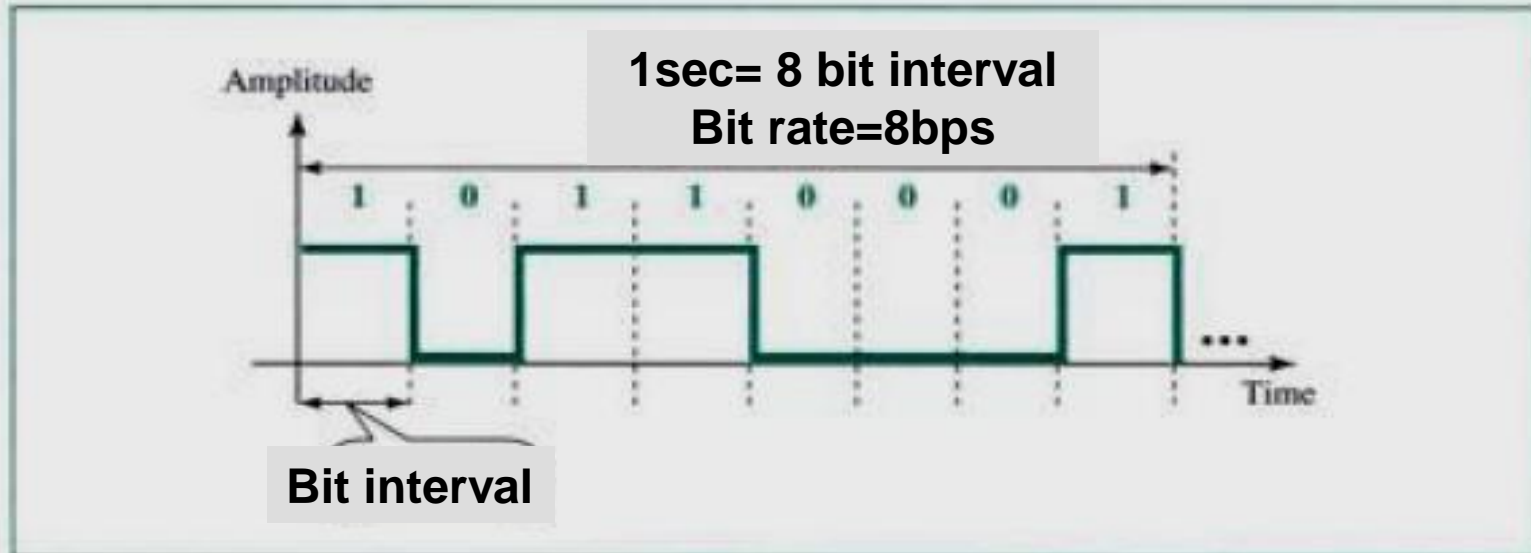 Amplitude
1sec= 8 bit interval
Bit rate=8bps
1 0 1 1 0 0 0 1
...
Time
Bit interval